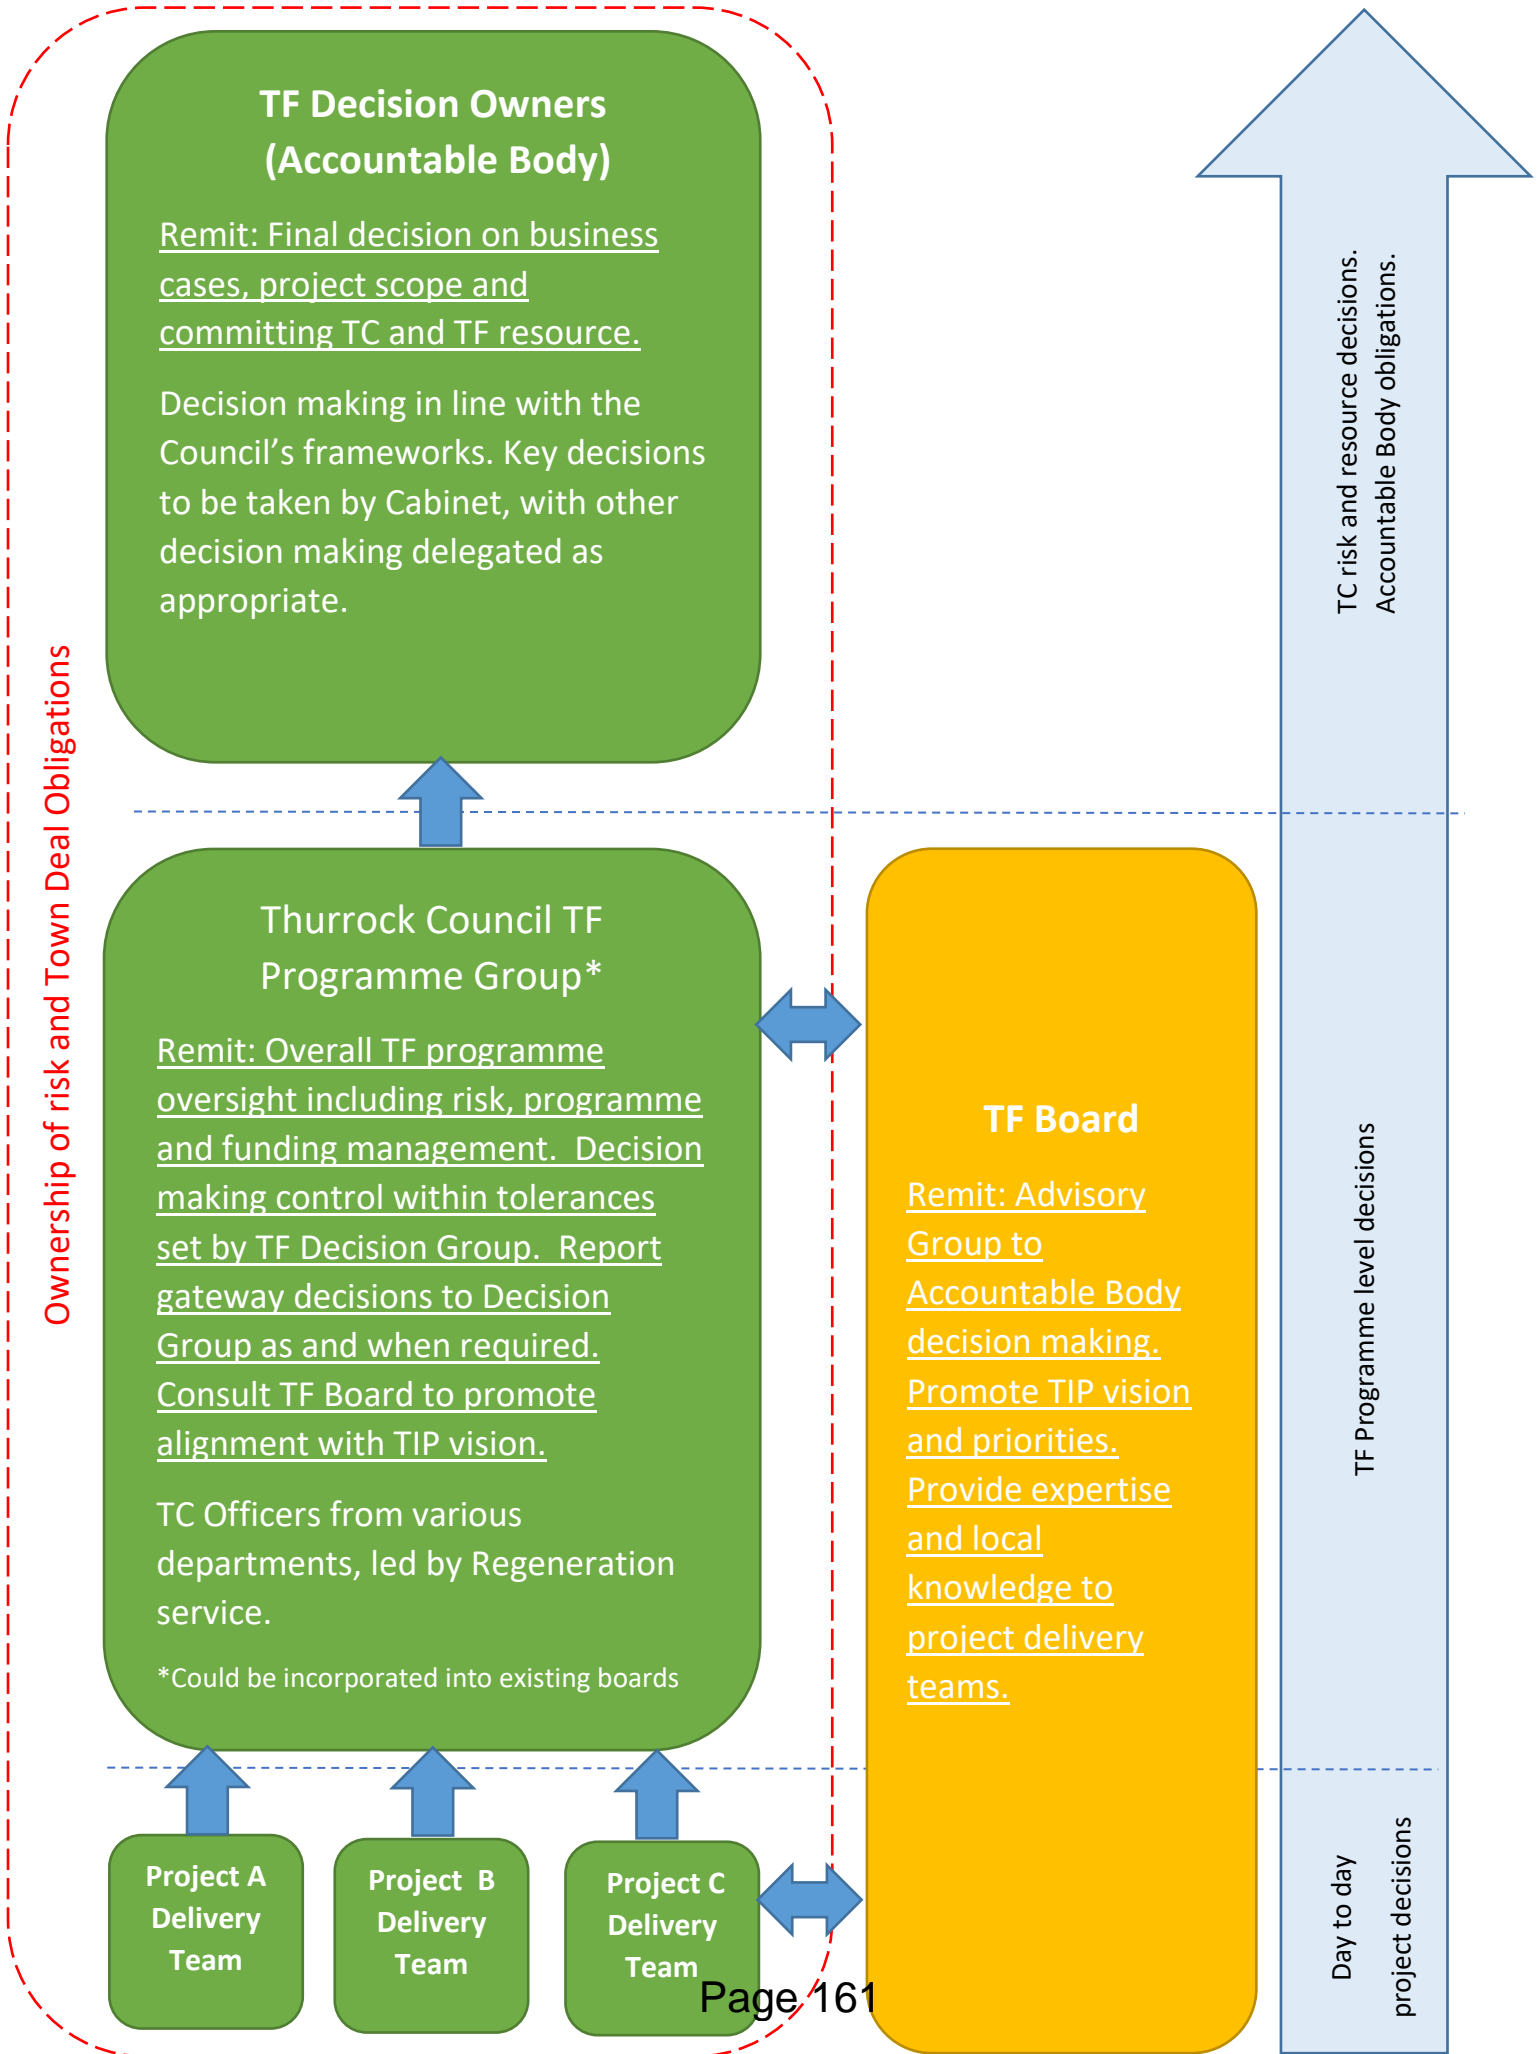 TF Decision Owners
(Accountable Body)
Remit: Final decision on business
cases, project scope and
committing TC and TF resource.
Decision making in line with the
Council’s frameworks. Key decisions
to be taken by Cabinet, with other
decision making delegated as
appropriate.
Ownership of risk and Town Deal Obligations
Thurrock Council TF
Programme Group*
Remit: Overall TF programme
oversight including risk, programme
and funding management.  Decision
making control within tolerances
set by TF Decision Group.  Report
gateway decisions to Decision
Group as and when required.
Consult TF Board to promote
alignment with TIP vision.
TC Officers from various
departments, led by Regeneration
service.
*Could be incorporated into existing boards
TF Board
Remit: Advisory
Group to
Accountable Body
decision making.
Promote TIP vision
and priorities.
Provide expertise
and local
knowledge to
project delivery
teams.
Project A
Delivery
Team
Project  B
Delivery
Team
Project C
Delivery
Team
TC risk and resource decisions.
Accountable Body obligations.
TF Programme level decisions
Day to day
project decisions
Page 161